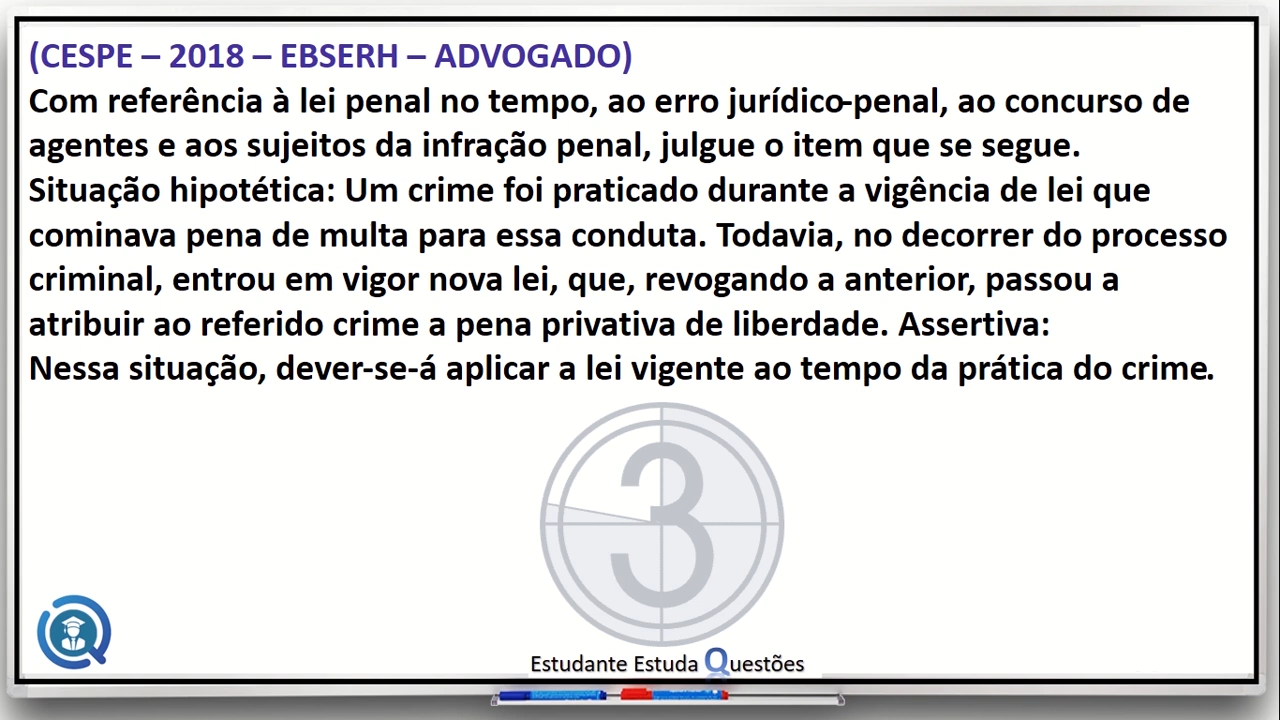 (CESPE – 2018 – EBSERH – ADVOGADO)
Com referência à lei penal no tempo, ao erro jurídico-penal, ao concurso de
agentes e aos sujeitos da infração penal, julgue o item que se segue.
Situação hipotética: Um crime foi praticado durante a vigência de lei que
cominava pena de multa para essa conduta. Todavia, no decorrer do processo
criminal, entrou em vigor nova lei, que, revogando a anterior, passou a
atribuir ao referido crime a pena privativa de liberdade. Assertiva:
Nessa situação, dever-se-á aplicar a lei vigente ao tempo da prática do crime.
3
Estudante Estuda Questões